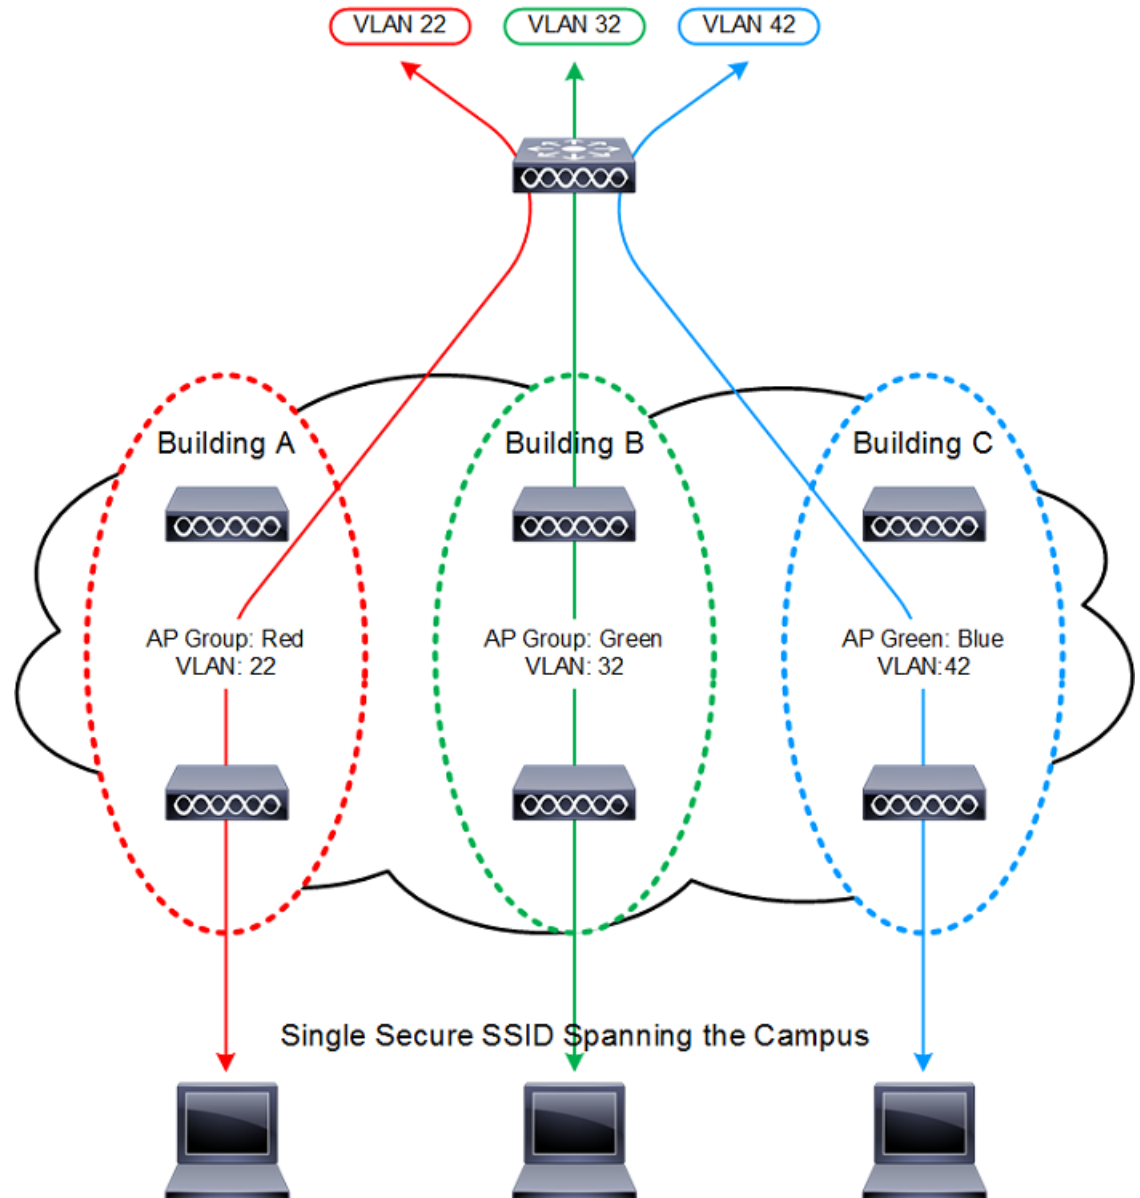 VLAN 22
VLAN 32
VLAN 42
Building A
Building B
Building C
AP Group: Red
VLAN: 22
AP Group: Green
VLAN: 32
AP Green: Blue
VLAN:42
Single Secure SSID Spanning the Campus